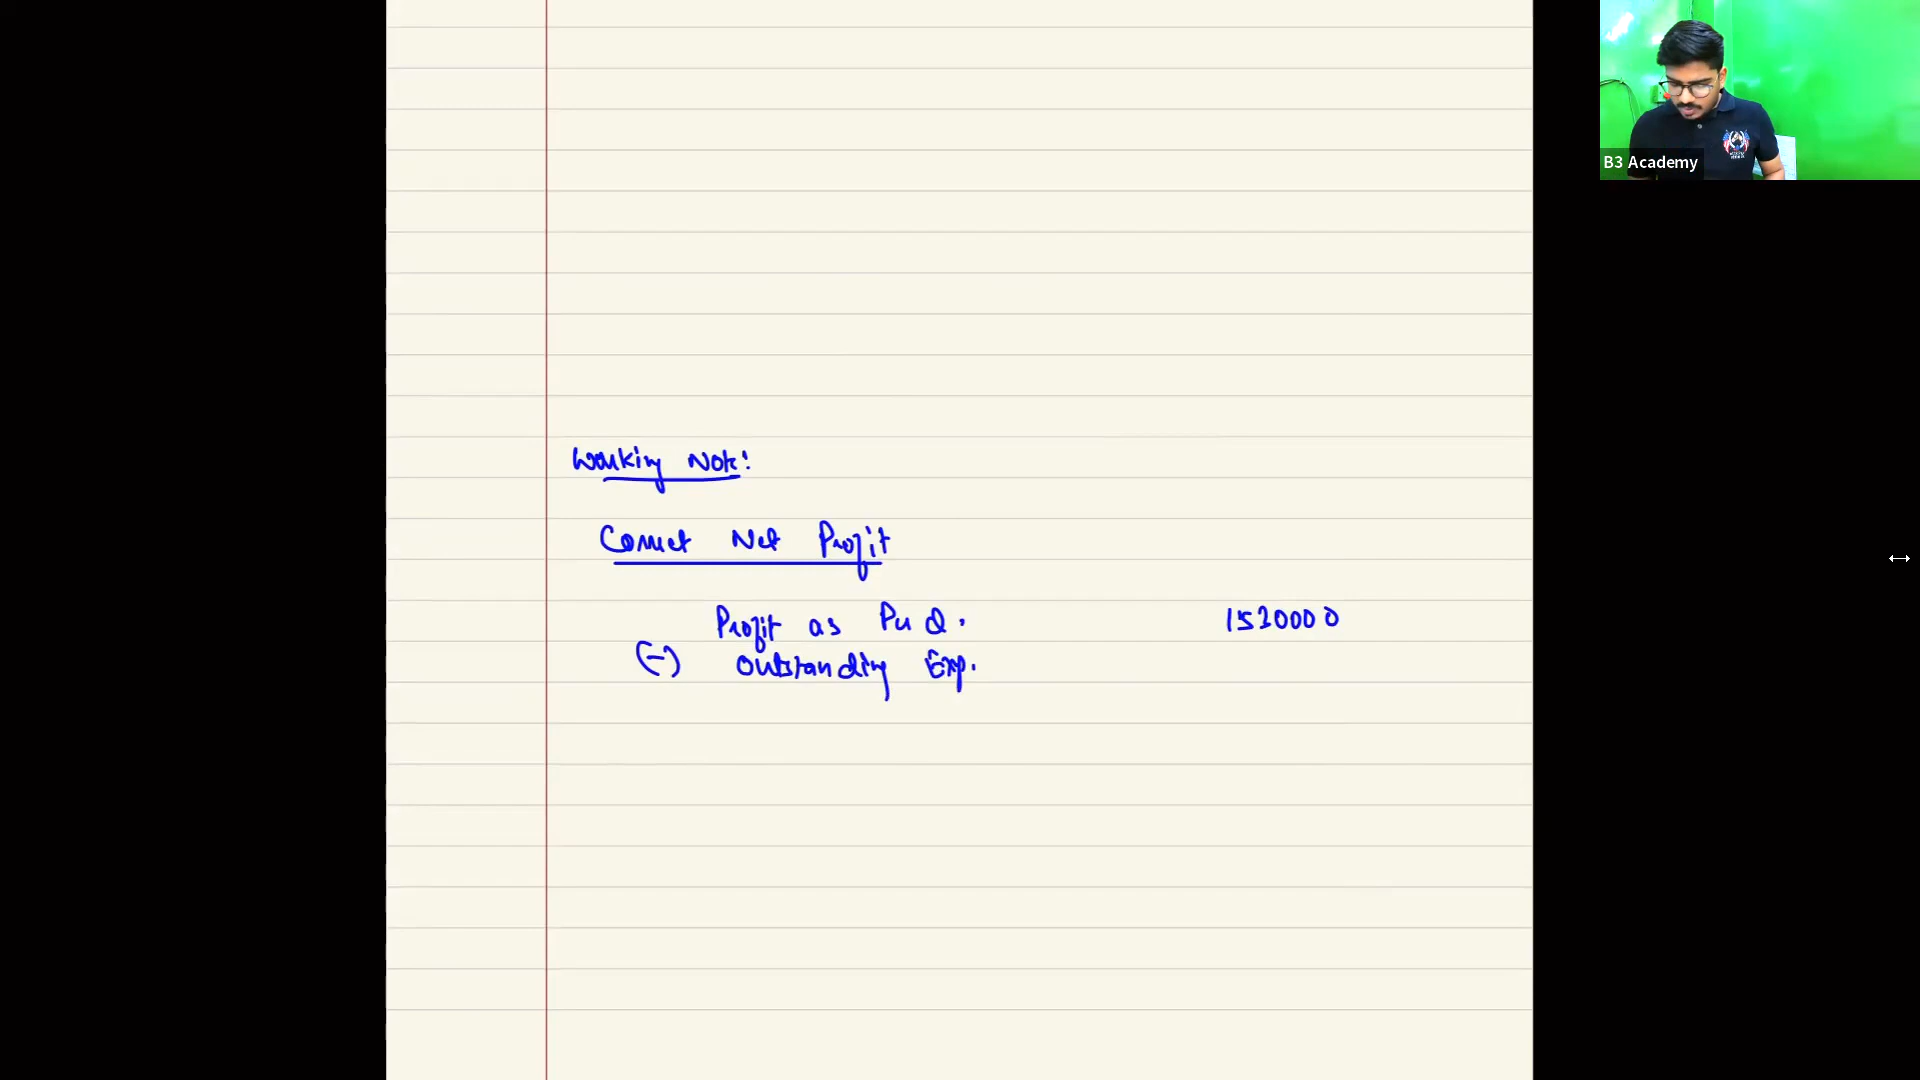 B3 Academy
Working Note:
Correct Net Profit
Profit as Per Q. 1520000
(-) Outstanding Exp.